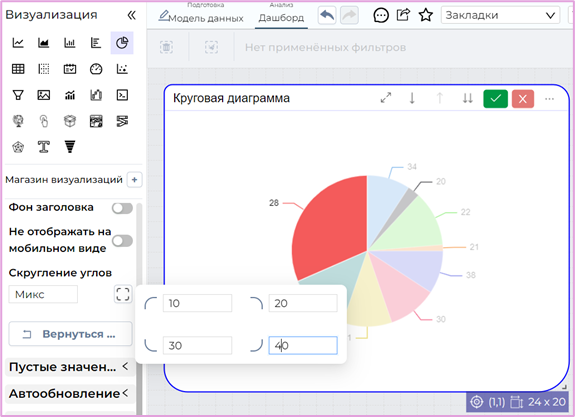 Визуализация
Подготовка
Модель данных
Анализ
Дашборд
Закладки
Нет применённых фильтров
Магазин визуализаций +
Фон заголовка
Не отображать на
мобильном виде
Скругление углов
Микс
Вернуться ...
Пустые значен...
Автообновление
Круговая диаграмма
34
20
28
22
21
35
30
1
10
20
30
40
(1,1) 24 x 20